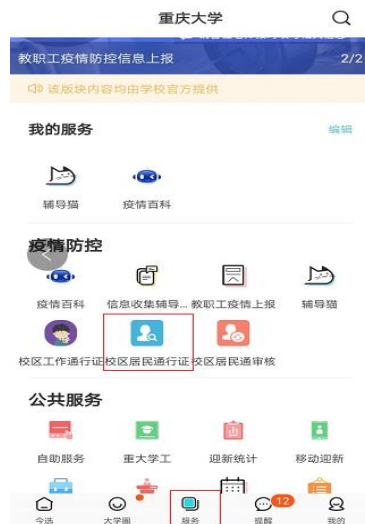 重庆大学
教职工疫情防控信息上报
2/2
该版块内容均由学校官方提供
我的服务
编辑
辅导猫
疫情百科
疫情防控
疫情百科
信息收集辅导...
教职工疫情上报
辅导猫
校区工作通行证
校区居民通行证
校区居民通审核
公共服务
自助服务
重大学工
迎新统计
移动迎新
12
今选
大学圈
服务
提醒
我的